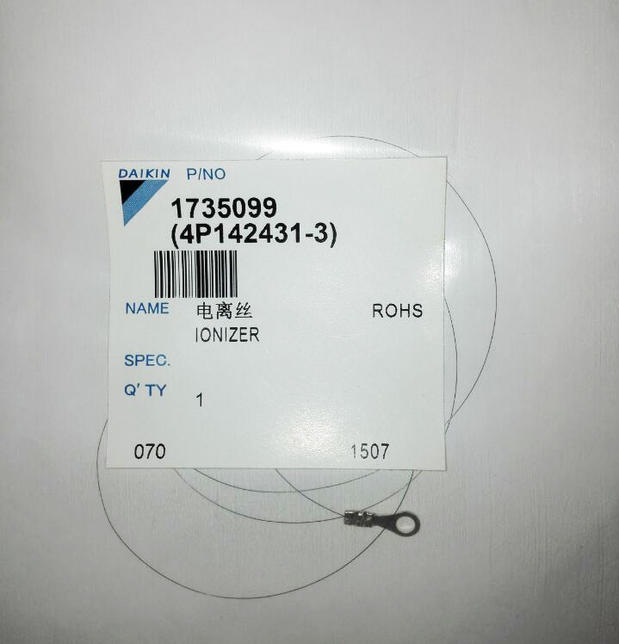 DAIKIN P/NO
1735099
(4P142431-3)
NAME 电离丝 ROHS
IONIZER
SPEC.
Q' TY 1
070 1507